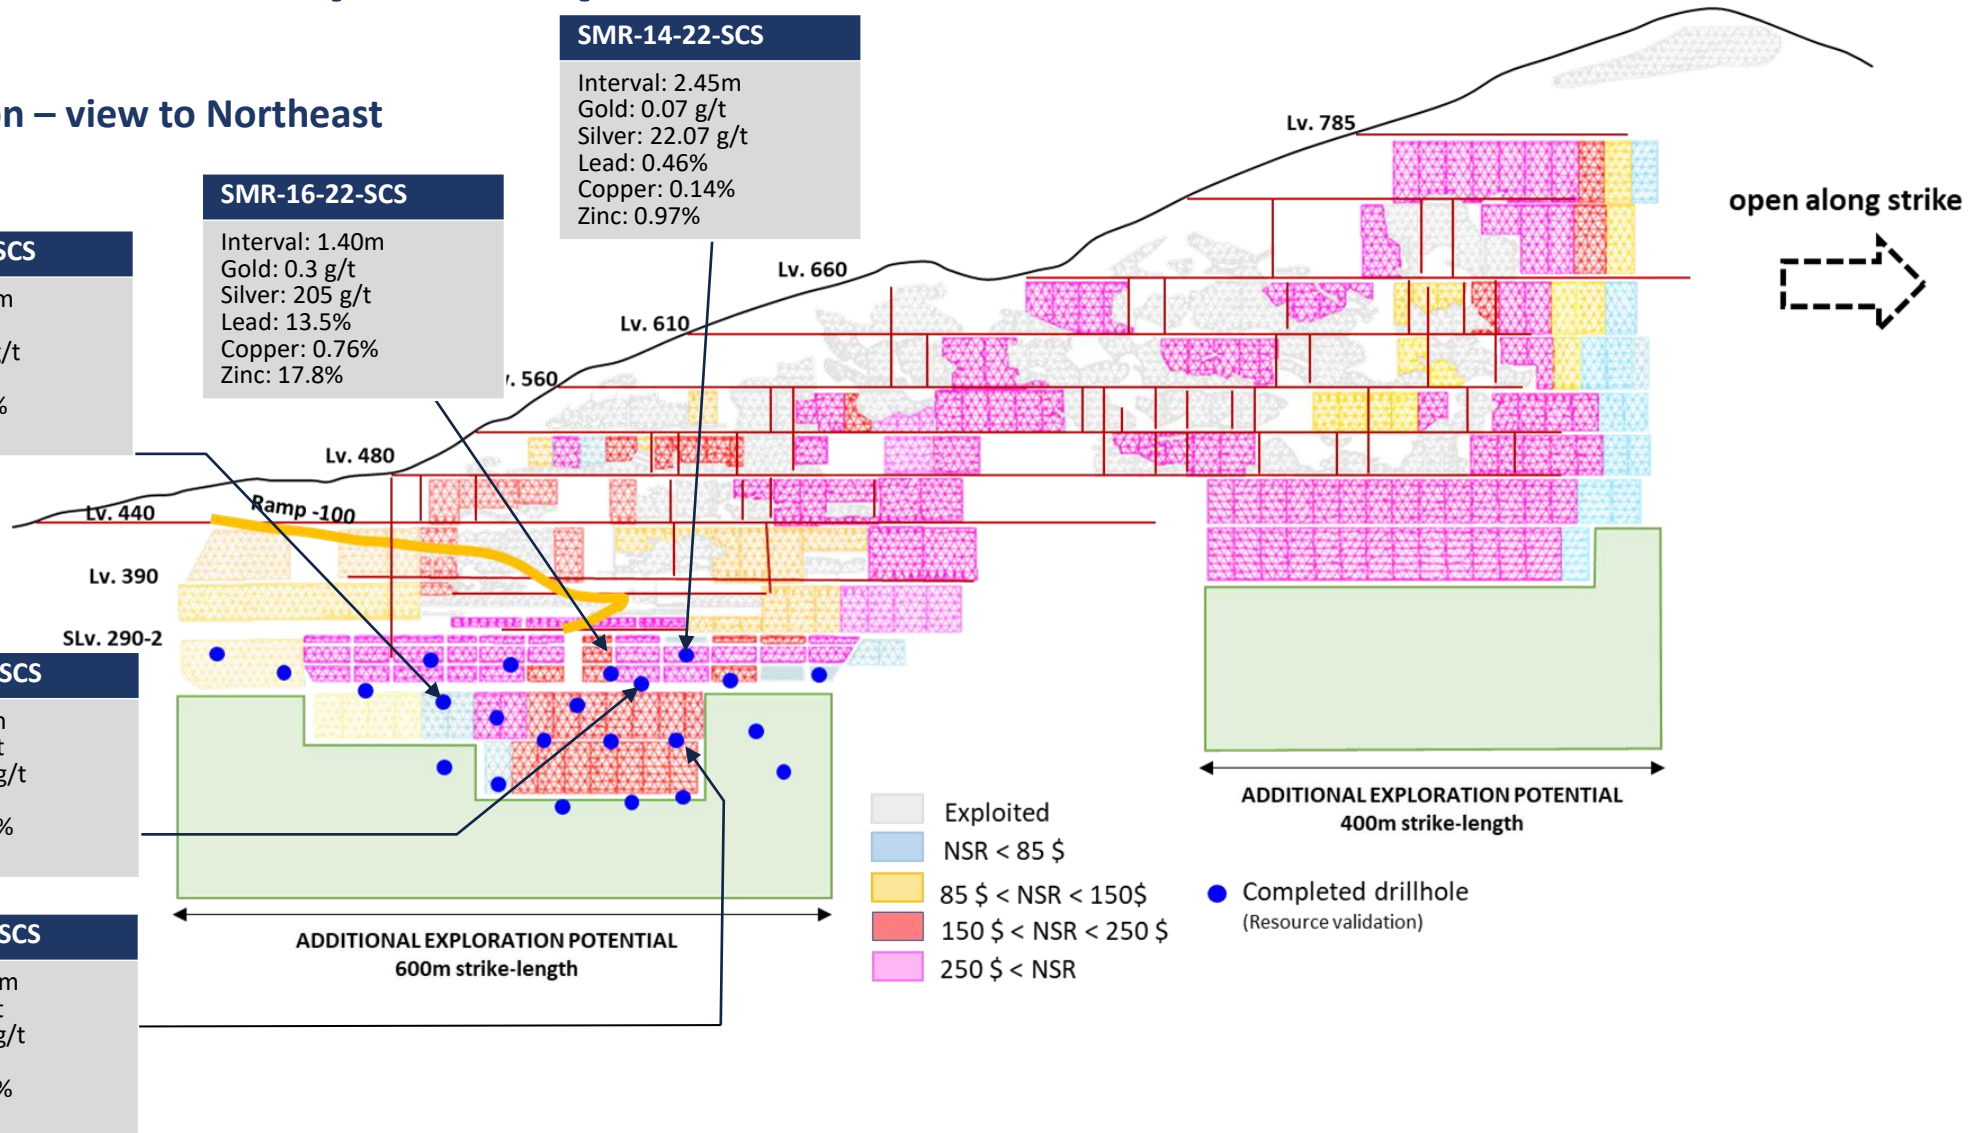 – view to Northeast
SMR-14-22-SCS
Interval: 2.45m
Gold: 0.07 g/t
Silver: 22.07 g/t
Lead: 0.46%
Copper: 0.14%
Zinc: 0.97%
SMR-16-22-SCS
Interval: 1.40m
Gold: 0.3 g/t
Silver: 205 g/t
Lead: 13.5%
Copper: 0.76%
Zinc: 17.8%
SCS
m
g/t
%
SCS
g/t
%
SCS
m
g/t
%
Lv. 785
open along strike
Lv. 660
Lv. 610
560
Lv. 480
Lv. 440
Ramp -100
Lv. 390
SLv. 290-2
ADDITIONAL EXPLORATION POTENTIAL
600m strike-length
ADDITIONAL EXPLORATION POTENTIAL
400m strike-length
Exploited
NSR < 85 $
85 $ < NSR < 150$
150 $ < NSR < 250 $
250 $ < NSR
Completed drillhole
(Resource validation)